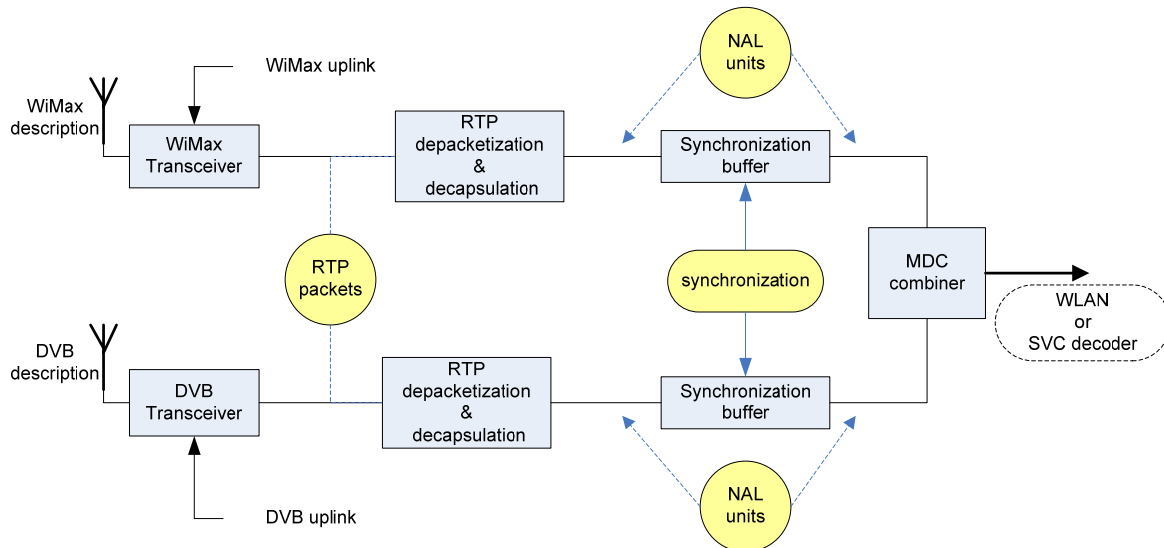 NAL
units
WiMax uplink
WiMax
description
WiMax
Transceiver
RTP
depacketization
&
decapsulation
Synchronization
buffer
RTP
packets
synchronization
MDC
combiner
WLAN
or
SVC decoder
DVB
description
DVB
Transceiver
RTP
depacketization
&
decapsulation
Synchronization
buffer
NAL
units
DVB uplink